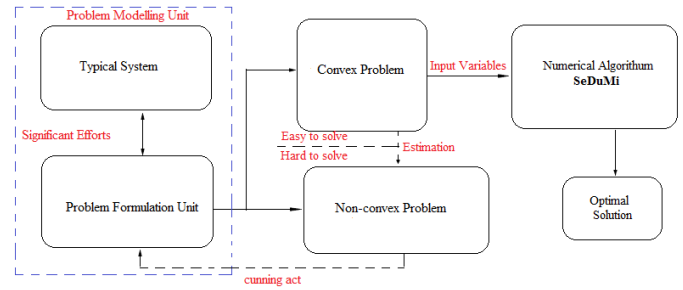 Problem Modelling Unit
Typical System
Significant Efforts
Problem Formulation Unit
Convex Problem
Easy to solve
Hard to solve
Estimation
Non-convex Problem
cunning act
Input Variables
Numerical Algorithum
SeDuMi
Optimal
Solution